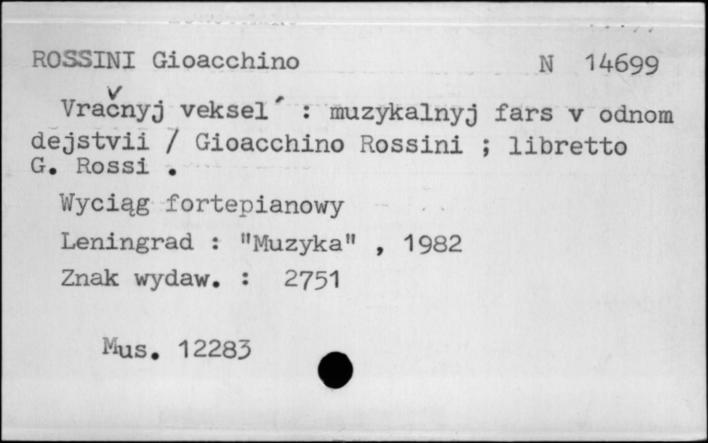 ROSSINI Gioacchino N 14699
Vračnyj veksel´ : muzykalnyj fars v odnom
dejstvii / Gioacchino Rossini ; libretto
G. Rossi .
Wyciąg fortepianowy
Leningrad : "Muzyka" , 1982
Znak wydaw. : 2751
Mus. 12283